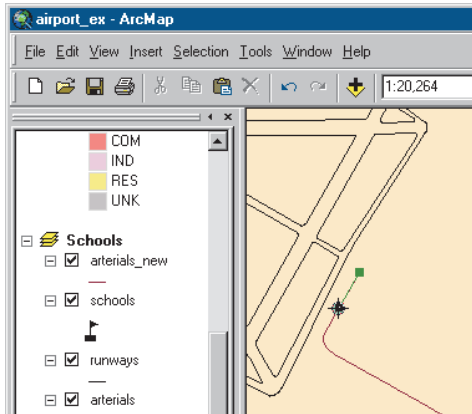 airport_ex - ArcMap
File Edit View Insert Selection Tools Window Help
1:20,264
COM
IND
RES
UNK
Schools
arterials_new
schools
runways
arterials